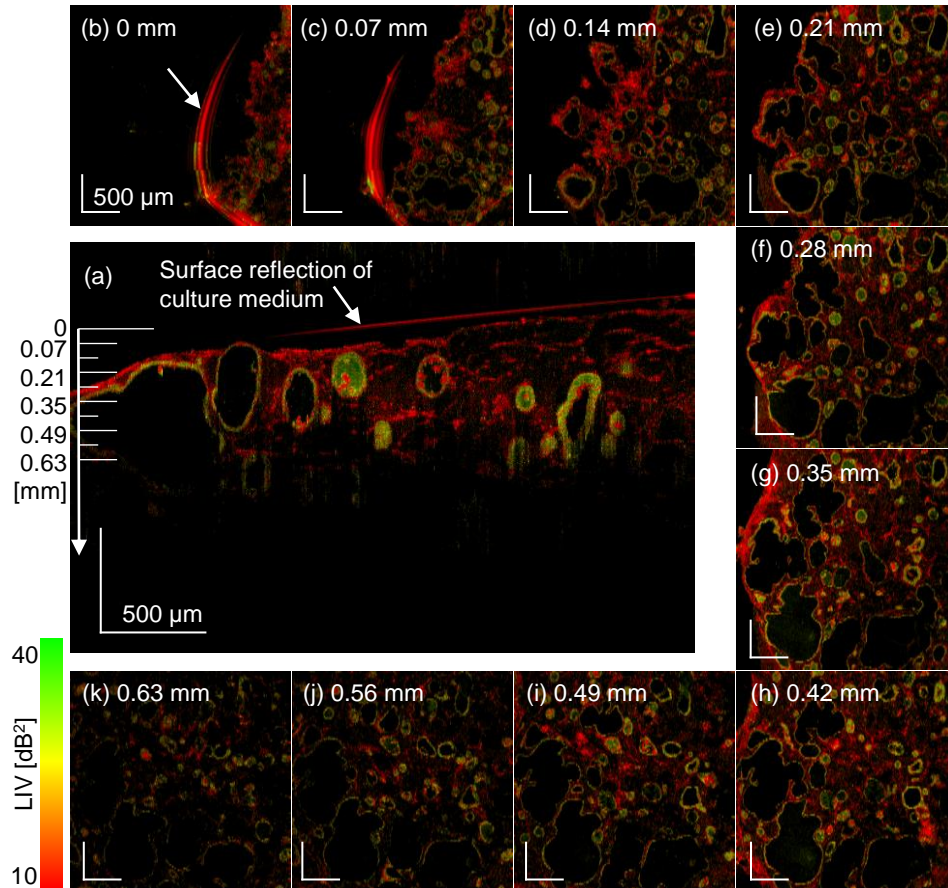 (b) 0 mm
(c) 0.07 mm
(d) 0.14 mm
(e) 0.21 mm
500 µm
(a)
Surface reflection of
culture medium
0
0.07
0.21
0.35
0.49
0.63
[mm]
500 µm
(f) 0.28 mm
(g) 0.35 mm
40
LIV [dB²]
10
(k) 0.63 mm
(j) 0.56 mm
(i) 0.49 mm
(h) 0.42 mm